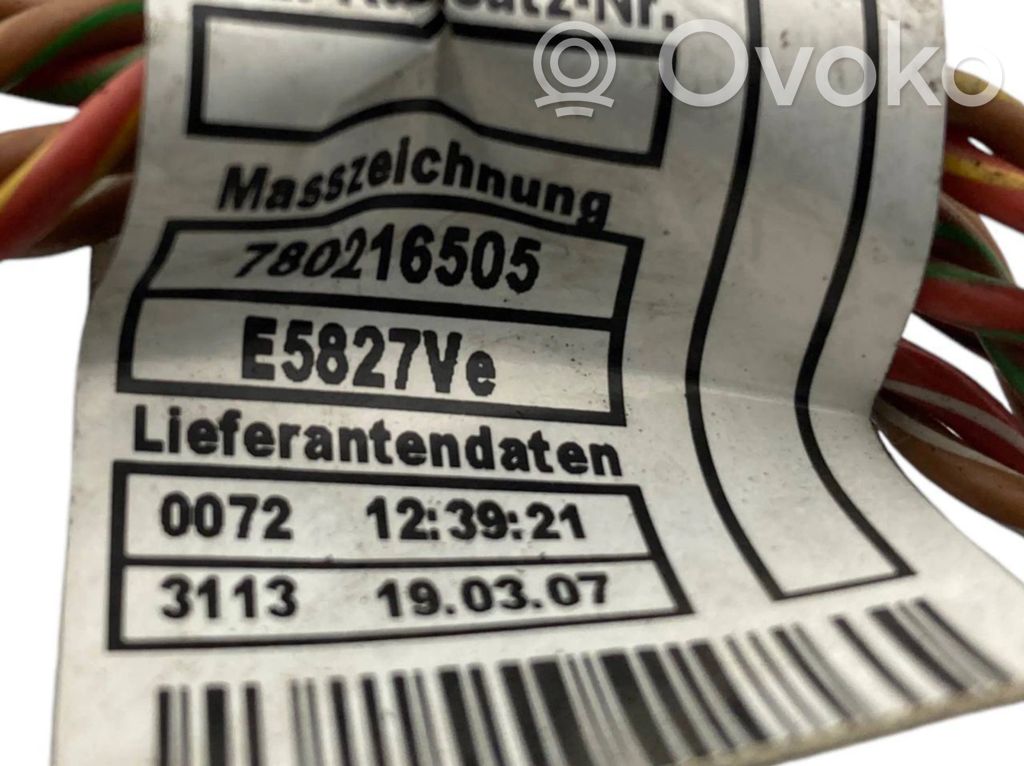 Ovoko
Masszeichnung
780216505
E5827Ve
Lieferantendaten
0072 12:39:21
3113 19.03.07